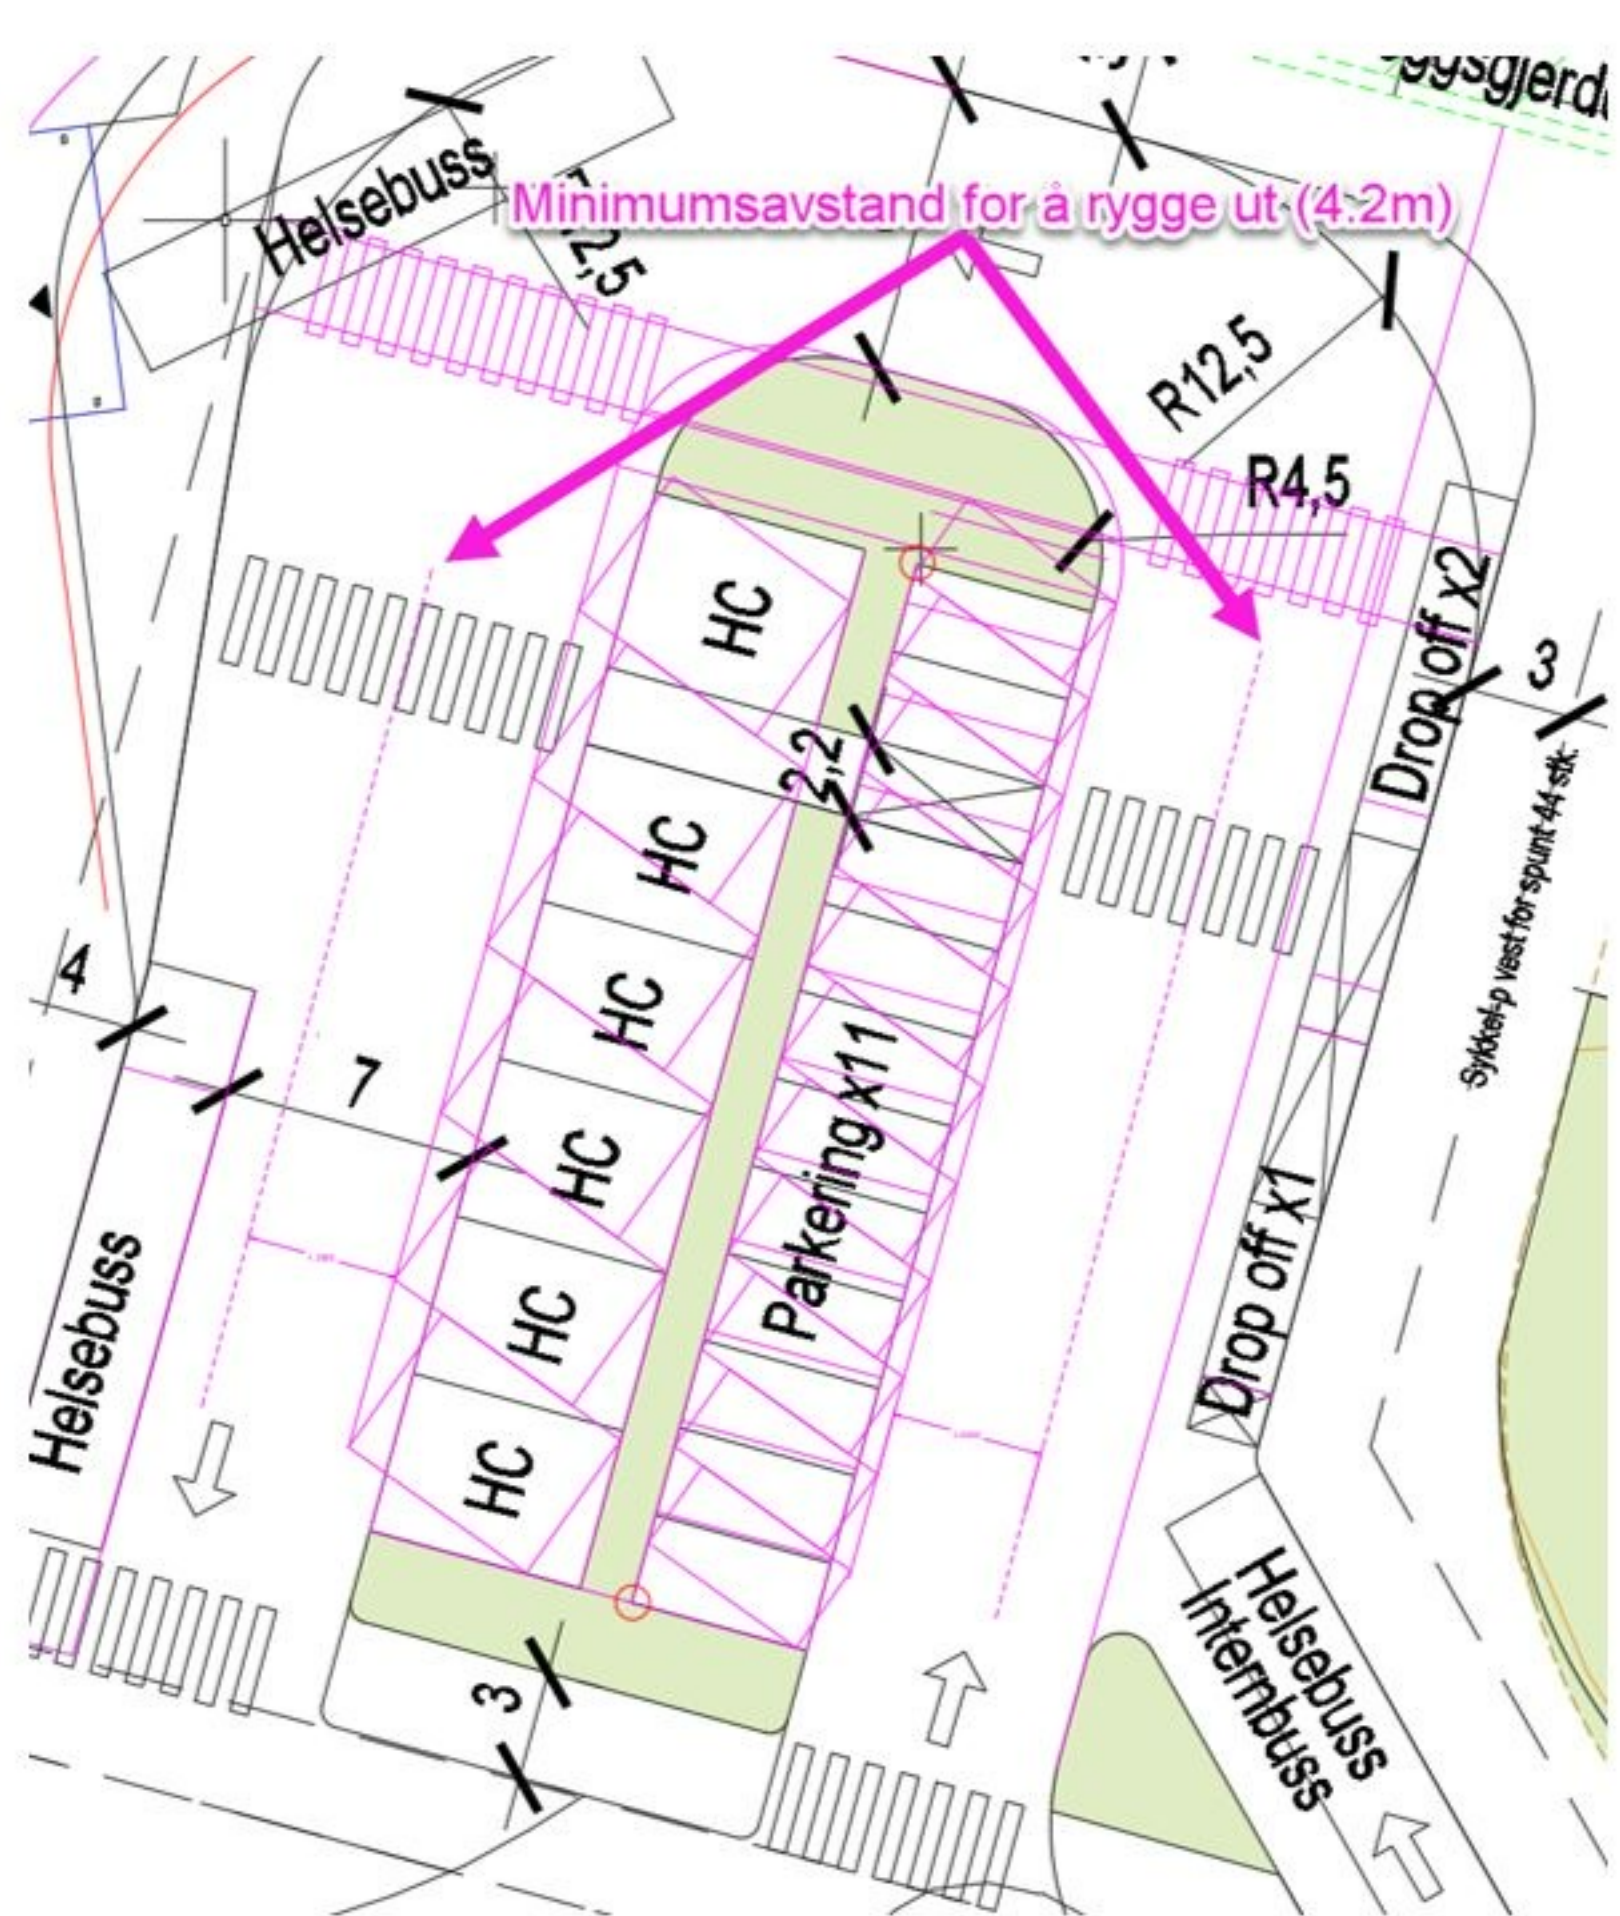 Helsebuss
Minimumsavstand for å rygge ut (4.2m)
R12,5
R4,5
HC
Drop off x2
3
2,2
HC
Sykkel-p vest for spunt 44 stk.
HC
4
7
Parkering x11
HC
Drop off x1
HC
Helsebuss
HC
3
Helsebuss
Internbuss